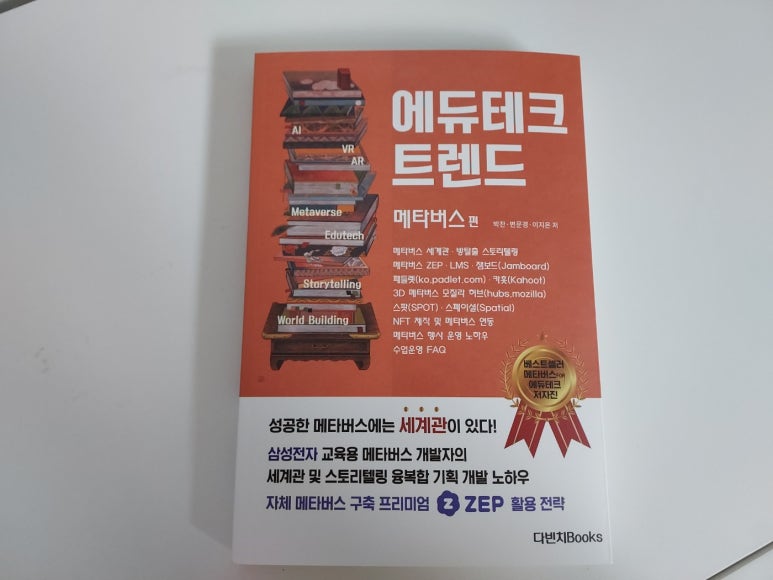 에듀테크
트렌드
메타버스 편
박찬·변문경·이지은 저
AI
VR
AR
Metaverse
Edutech
Storytelling
World Building
메타버스 세계관·방탈출 스토리텔링
메타버스 ZEP·LMS·잼보드(Jamboard)
패들렛(ko.padlet.com)·카훗(Kahoot)
3D 메타버스 모질라 허브(hubs.mozilla)
스팟(SPOT)·스페이셜(Spatial)
NFT 제작 및 메타버스 연동
메타버스 행사 운영 노하우
수업운영 FAQ
베스트셀러
메타버스
에듀테크
저자진
성공한 메타버스에는 세계관이 있다!
삼성전자 교육용 메타버스 개발자의
세계관 및 스토리텔링 융복합 기획 개발 노하우
자체 메타버스 구축 프리미엄 ZEP 활용 전략
다빈치Books